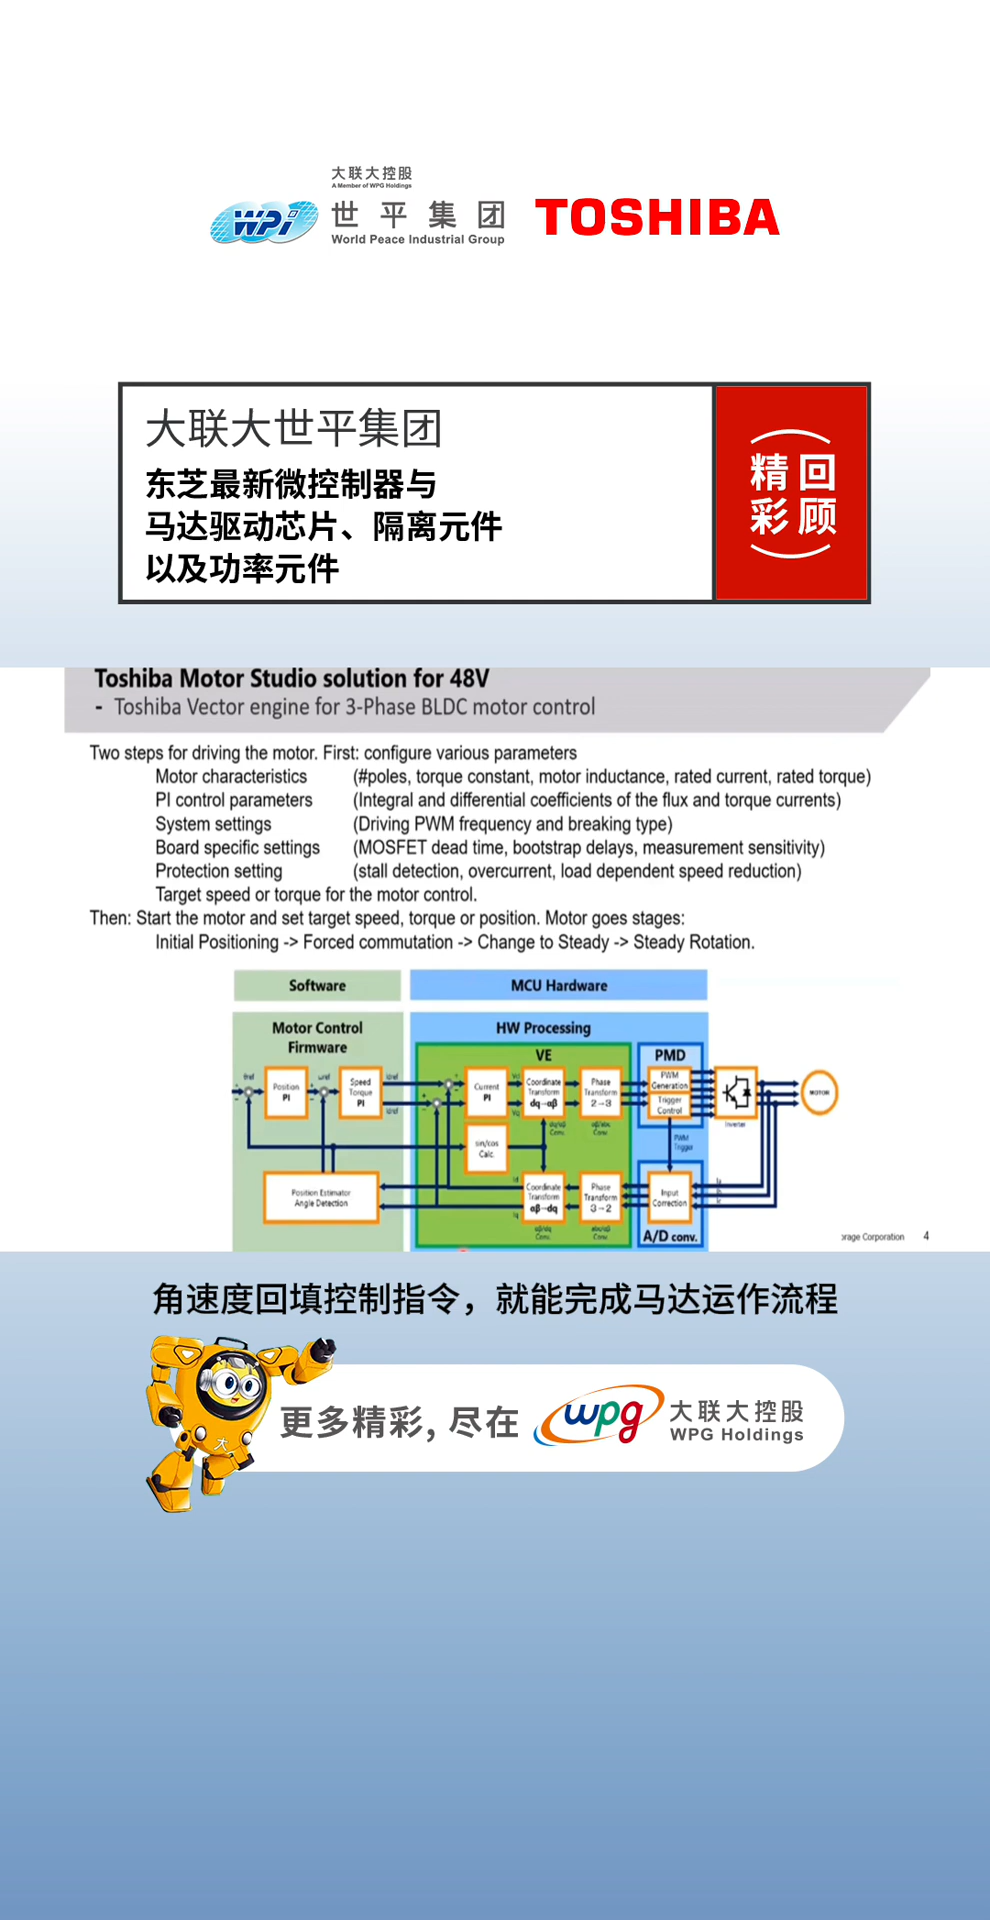 大联大控股
A Member of WPG Holdings
WPi
世平集团
World Peace Industrial Group
TOSHIBA
大联大世平集团
东芝最新微控制器与
马达驱动芯片、隔离元件
以及功率元件
精彩
回顾
Toshiba Motor Studio solution for 48V
- Toshiba Vector engine for 3-Phase BLDC motor control
Two steps for driving the motor. First: configure various parameters
Motor characteristics (#poles, torque constant, motor inductance, rated current, rated torque)
PI control parameters (Integral and differential coefficients of the flux and torque currents)
System settings (Driving PWM frequency and breaking type)
Board specific settings (MOSFET dead time, bootstrap delays, measurement sensitivity)
Protection setting (stall detection, overcurrent, load dependent speed reduction)
Target speed or torque for the motor control.
Then: Start the motor and set target speed, torque or position. Motor goes stages:
Initial Positioning -> Forced commutation -> Change to Steady -> Steady Rotation.
Software
MCU Hardware
Motor Control
Firmware
HW Processing
VE
PMD
Position
PI
Speed
Torque
PI
Current
PI
Coordinate
Transform
dq→αβ
Phase
Transform
2→3
PWM
Generation
Trigger
Control
Inverter
MOTOR
sin/cos
Calc
PWM
Trigger
Position Estimator
Angle Detection
Coordinate
Transform
αβ→dq
Phase
Transform
3→2
Input
Correction
A/D conv.
orage Corporation 4
角速度回填控制指令，就能完成马达运作流程
大
更多精彩，尽在
wpg
大联大控股
WPG Holdings